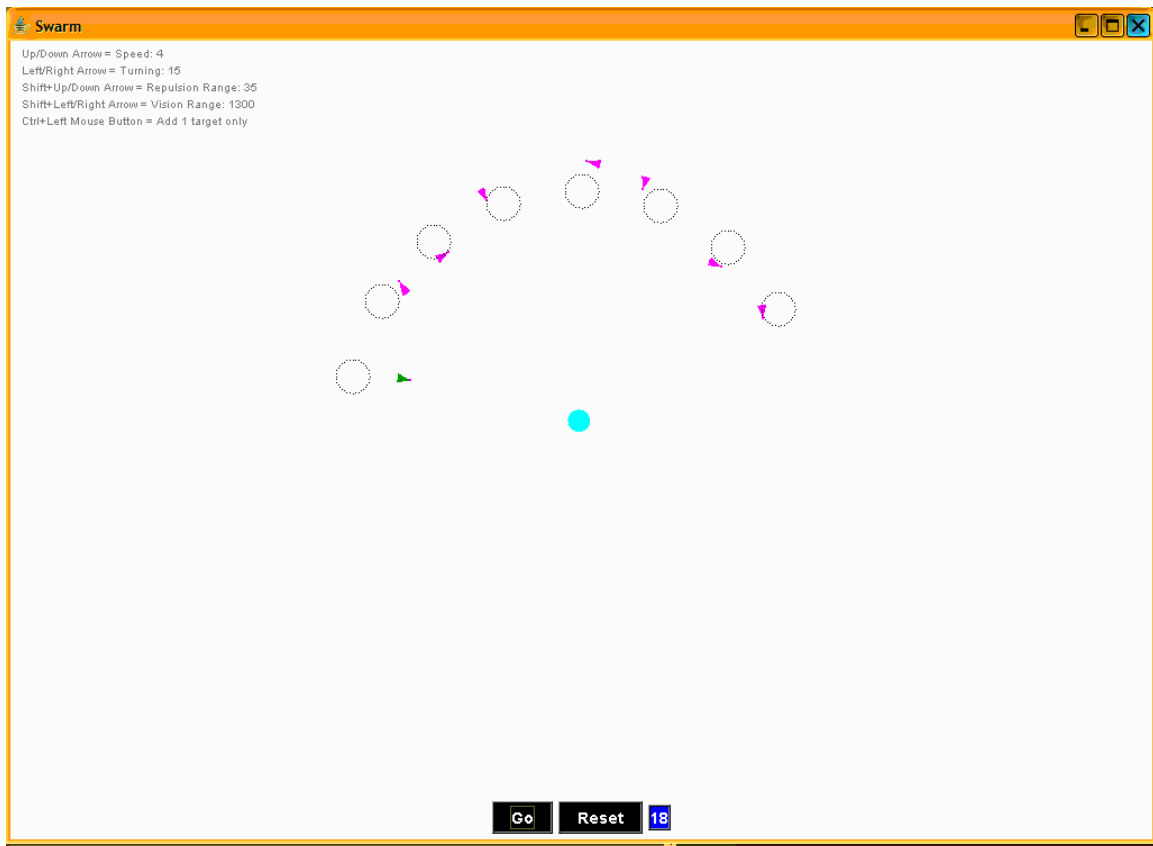 Swarm
Up/Down Arrow = Speed: 4
Left/Right Arrow = Turning: 15
Shift+Up/Down Arrow = Repulsion Range: 35
Shift+Left/Right Arrow = Vision Range: 1300
Ctrl+Left Mouse Button = Add 1 target only
Go Reset 18